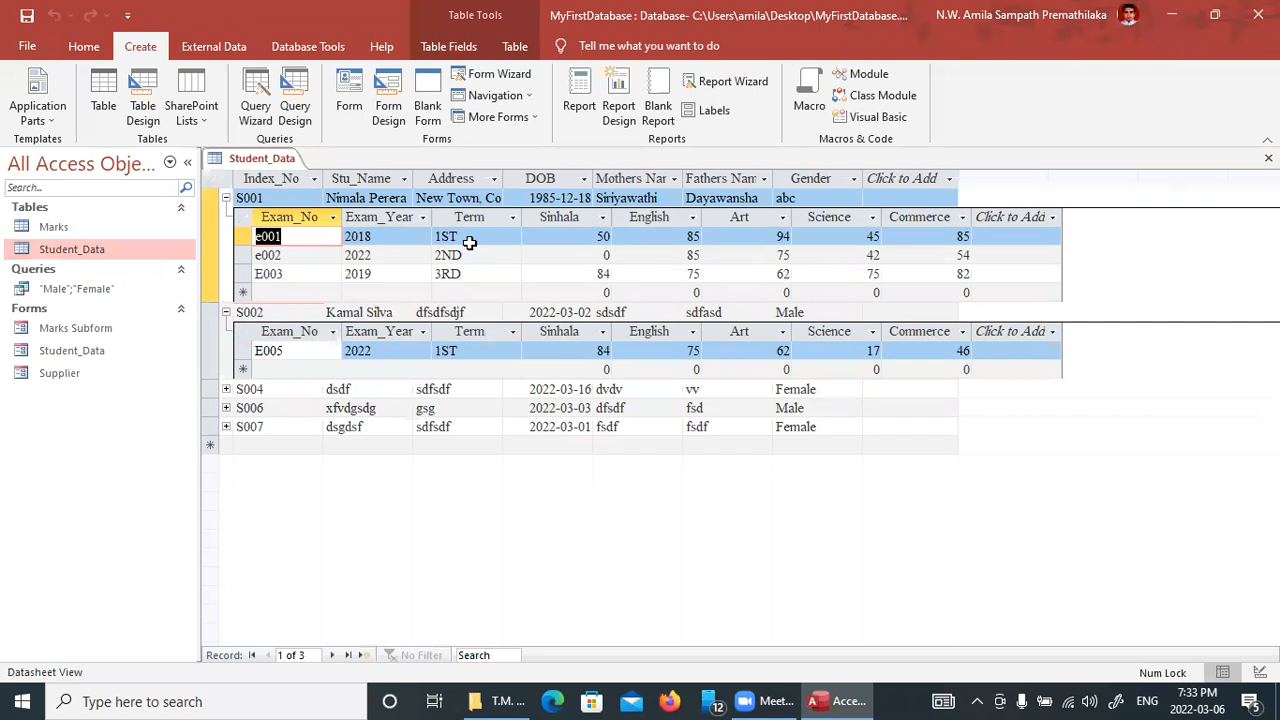 Table Tools
MyFirstDatabase : Database- C:\Users\amila\Desktop\MyFirstDatabase....
N.W. Amila Sampath Premathilaka
File Home Create External Data Database Tools Help Table Fields Table Tell me what you want to do
Application Parts
Table
Table Design
SharePoint Lists
Query Wizard
Query Design
Form
Form Design
Blank Form
Form Wizard
Navigation
More Forms
Report
Report Design
Blank Report
Report Wizard
Labels
Macro
Module
Class Module
Visual Basic
Templates Tables Queries Forms Reports Macros & Code
All Access Obje...
Search...
Tables
Marks
Student_Data
Queries
"Male";"Female"
Forms
Marks Subform
Student_Data
Supplier
Student_Data
Index_No Stu_Name Address DOB Mothers Nar Fathers Nam Gender Click to Add
S001 Nimala Perera New Town, Co 1985-12-18 Siriyawathi Dayawansha abc
Exam_No Exam_Year Term Sinhala English Art Science Commerce Click to Add
e001 2018 1ST 50 85 94 45 85
e002 2022 2ND 0 85 75 42 54
E003 2019 3RD 84 75 62 75 82
0 0 0 0 0
S002 Kamal Silva dfsdfsdjf 2022-03-02 sdsdf sdfasd Male
Exam_No Exam_Year Term Sinhala English Art Science Commerce Click to Add
E005 2022 1ST 84 75 62 17 46
0 0 0 0 0
S004 dsdf sdfsdf 2022-03-16 dvdv vv Female
S006 xfvdgsdg gsg 2022-03-03 dfsdf fsd Male
S007 dsgdsf sdfsdf 2022-03-01 fsdf fsdf Female
Record: 1 of 3 No Filter Search
Datasheet View Num Lock
Type here to search
T.M. ...
12
Meet...
Acce...
ENG
7:33 PM
2022-03-06
5